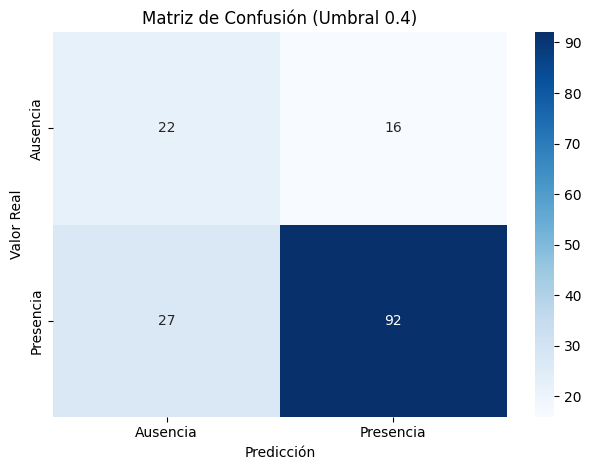 Matriz de Confusión (Umbral 0.4)
Valor Real
Ausencia
22
16
Presencia
27
92
Ausencia
Presencia
Predicción
90
80
70
60
50
40
30
20